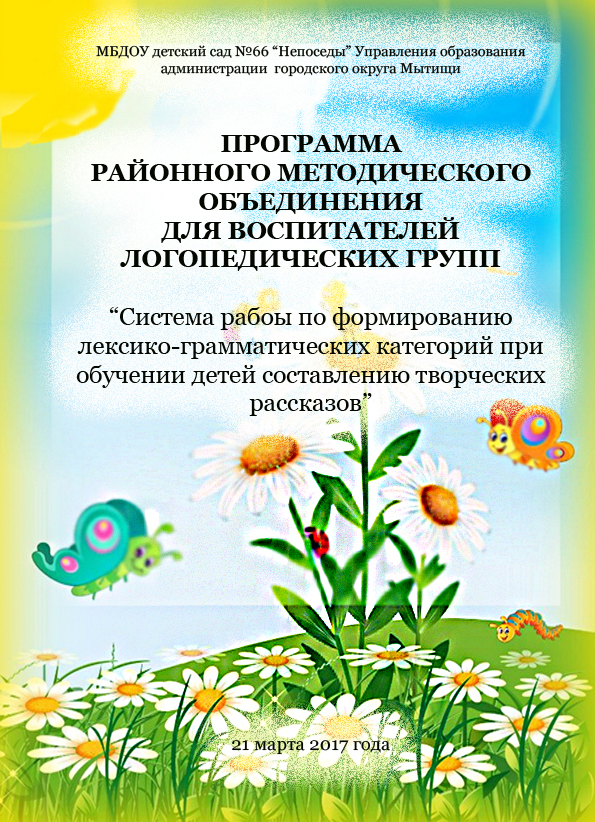 МБДОУ детский сад №66 “Непоседы” Управления образования
администрации городского округа Мытищи
ПРОГРАММА
РАЙОННОГО МЕТОДИЧЕСКОГО
ОБЪЕДИНЕНИЯ
ДЛЯ ВОСПИТАТЕЛЕЙ
ЛОГОПЕДИЧЕСКИХ ГРУПП
“Система рабоы по формированию
лексико-грамматических категорий при
обучении детей составлению творческих
рассказов”
21 марта 2017 года